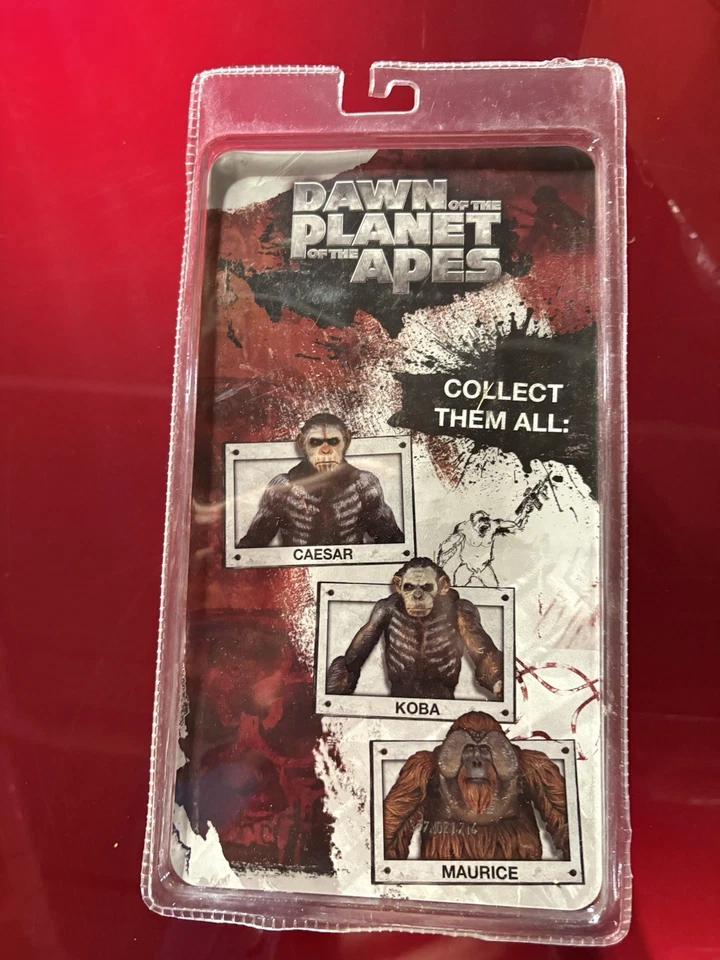 DAWN OF THE
PLANET
OF THE APES
COLLECT
THEM ALL:
CAESAR
KOBA
MAURICE